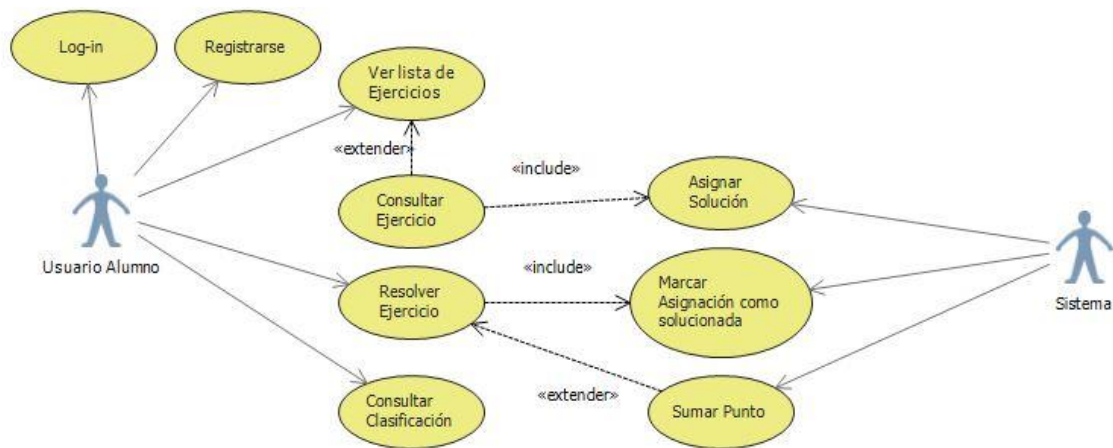 Log-in
Registrarse
Ver lista de
Ejercicios
«extender»
«include»
Consultar
Ejercicio
Asignar
Solución
Usuario Alumno
«include»
Resolver
Ejercicio
Marcar
Asignación como
solucionada
Sistema
«extender»
Consultar
Clasificación
Sumar Punto